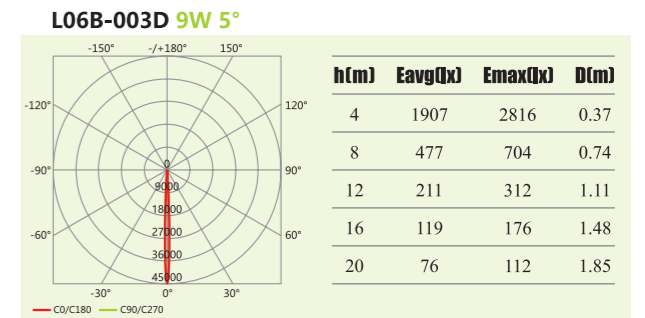 L06B-003D 9W 5°
-150° -/+180° 150°
-120° 120°
-90° 90°
-60° 60°
-30° 0° 30°
0
9000
18000
27000
36000
45000
C0/C180 C90/C270
h(m) Eavg(lx) Emax(lx) D(m)
4 1907 2816 0.37
8 477 704 0.74
12 211 312 1.11
16 119 176 1.48
20 76 112 1.85